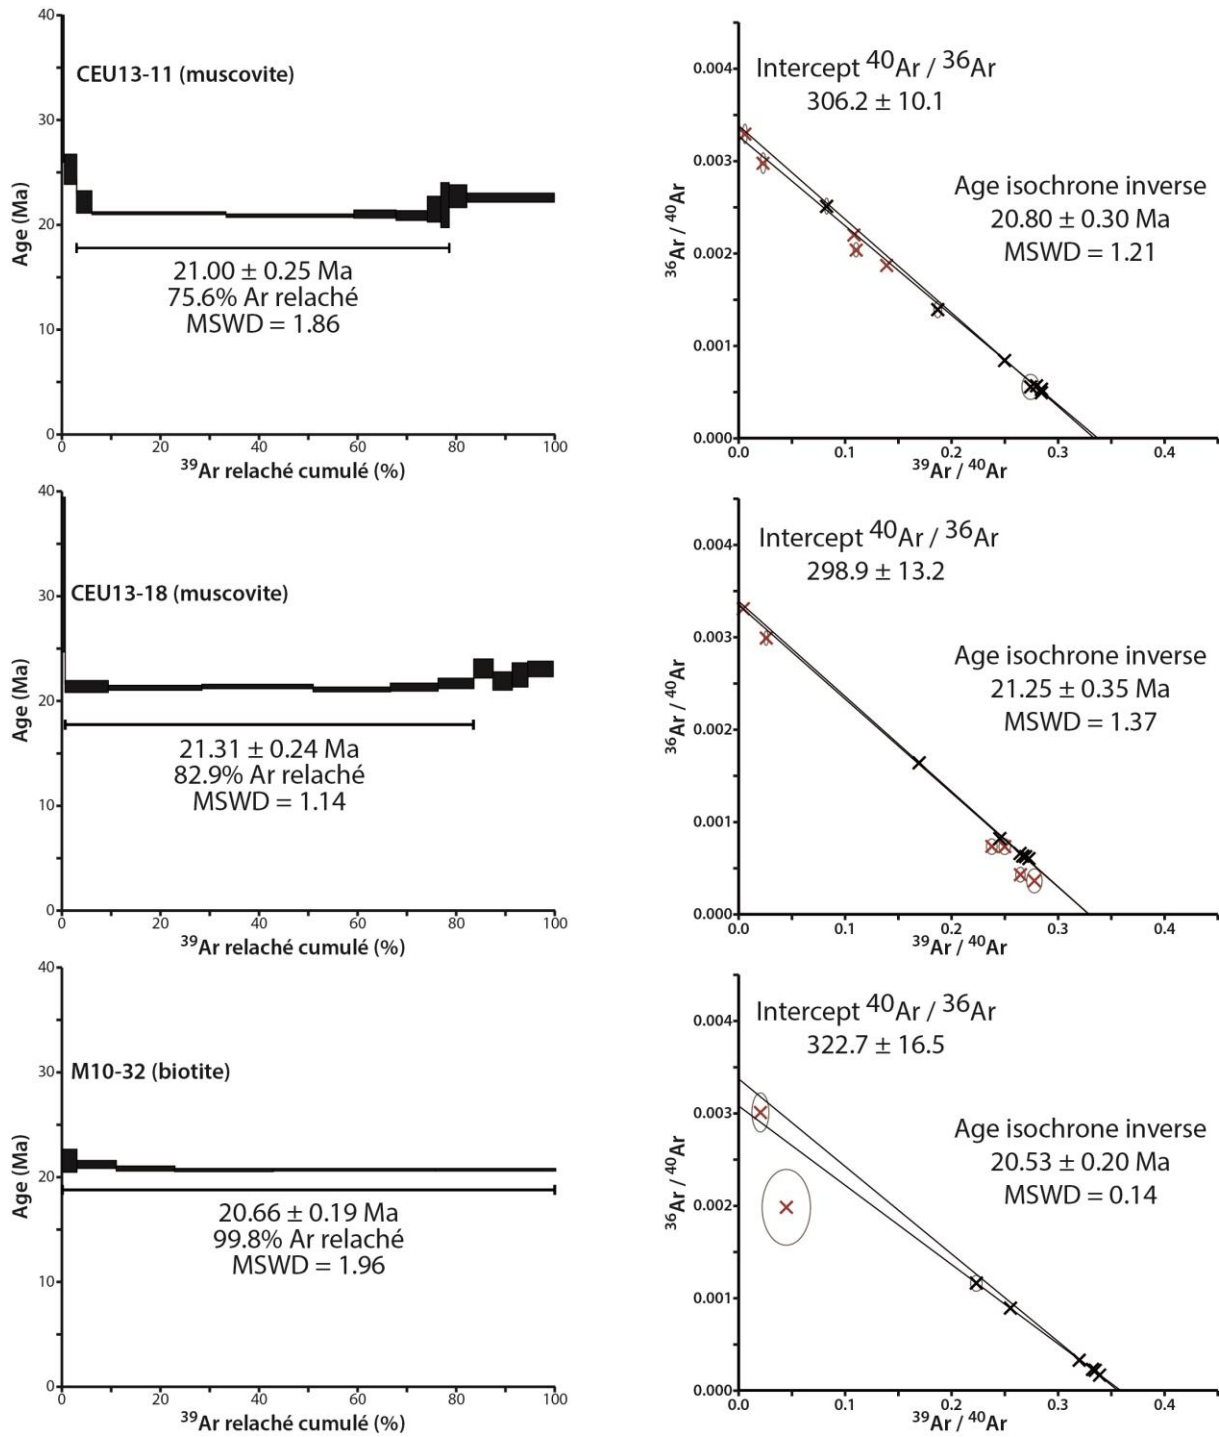 CEU13-11 (muscovite)
40
30
20
10
0
Age (Ma)
21.00 ± 0.25 Ma
75.6% Ar relaché
MSWD = 1.86
0 20 40 60 80 100
³⁹Ar relaché cumulé (%)
Intercept ⁴⁰Ar / ³⁶Ar
306.2 ± 10.1
Age isochrone inverse
20.80 ± 0.30 Ma
MSWD = 1.21
0.004
0.003
0.002
0.001
0.000
³⁶Ar / ⁴⁰Ar
0.0 0.1 0.2 0.3 0.4
³⁹Ar / ⁴⁰Ar
CEU13-18 (muscovite)
40
30
20
10
0
Age (Ma)
21.31 ± 0.24 Ma
82.9% Ar relaché
MSWD = 1.14
0 20 40 60 80 100
³⁹Ar relaché cumulé (%)
Intercept ⁴⁰Ar / ³⁶Ar
298.9 ± 13.2
Age isochrone inverse
21.25 ± 0.35 Ma
MSWD = 1.37
0.004
0.003
0.002
0.001
0.000
³⁶Ar / ⁴⁰Ar
0.0 0.1 0.2 0.3 0.4
³⁹Ar / ⁴⁰Ar
M10-32 (biotite)
40
30
20
10
0
Age (Ma)
20.66 ± 0.19 Ma
99.8% Ar relaché
MSWD = 1.96
0 20 40 60 80 100
³⁹Ar relaché cumulé (%)
Intercept ⁴⁰Ar / ³⁶Ar
322.7 ± 16.5
Age isochrone inverse
20.53 ± 0.20 Ma
MSWD = 0.14
0.004
0.003
0.002
0.001
0.000
³⁶Ar / ⁴⁰Ar
0.0 0.1 0.2 0.3 0.4
³⁹Ar / ⁴⁰Ar